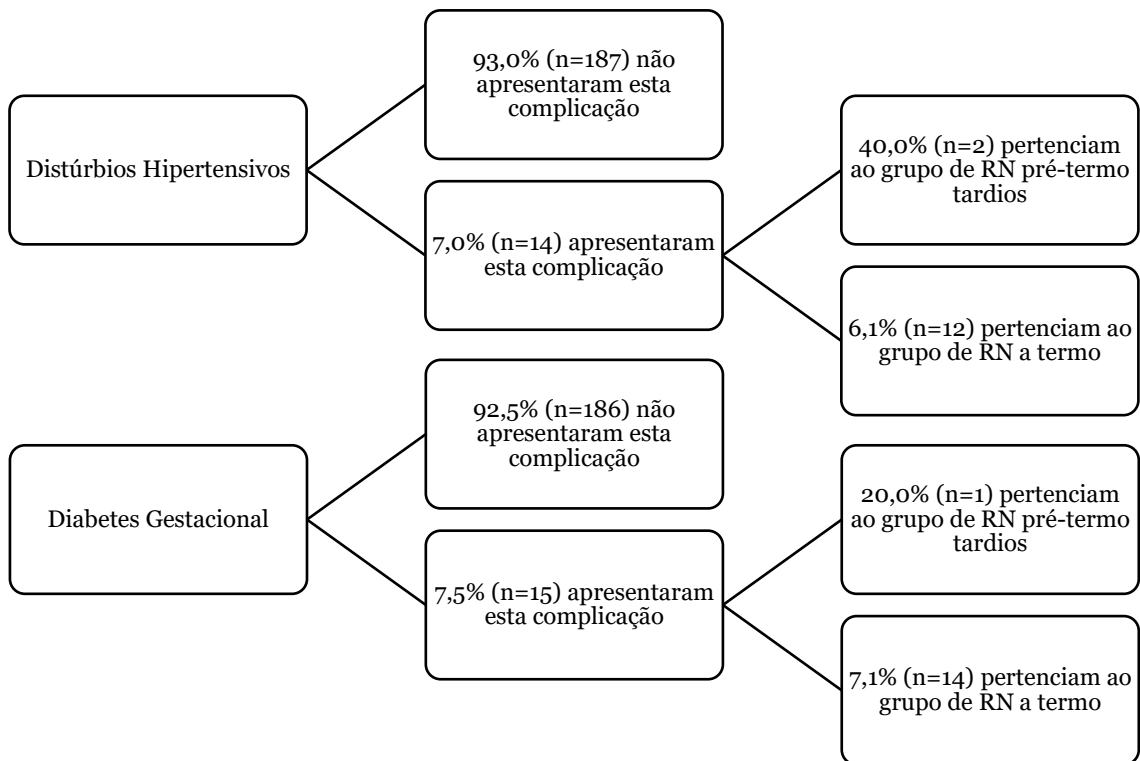 Distúrbios Hipertensivos
93,0% (n=187) não
apresentaram esta
complicação
7,0% (n=14) apresentaram
esta complicação
40,0% (n=2) pertenciam
ao grupo de RN pré-termo
tardios
6,1% (n=12) pertenciam ao
grupo de RN a termo
Diabetes Gestacional
92,5% (n=186) não
apresentaram esta
complicação
7,5% (n=15) apresentaram
esta complicação
20,0% (n=1) pertenciam
ao grupo de RN pré-termo
tardios
7,1% (n=14) pertenciam ao
grupo de RN a termo